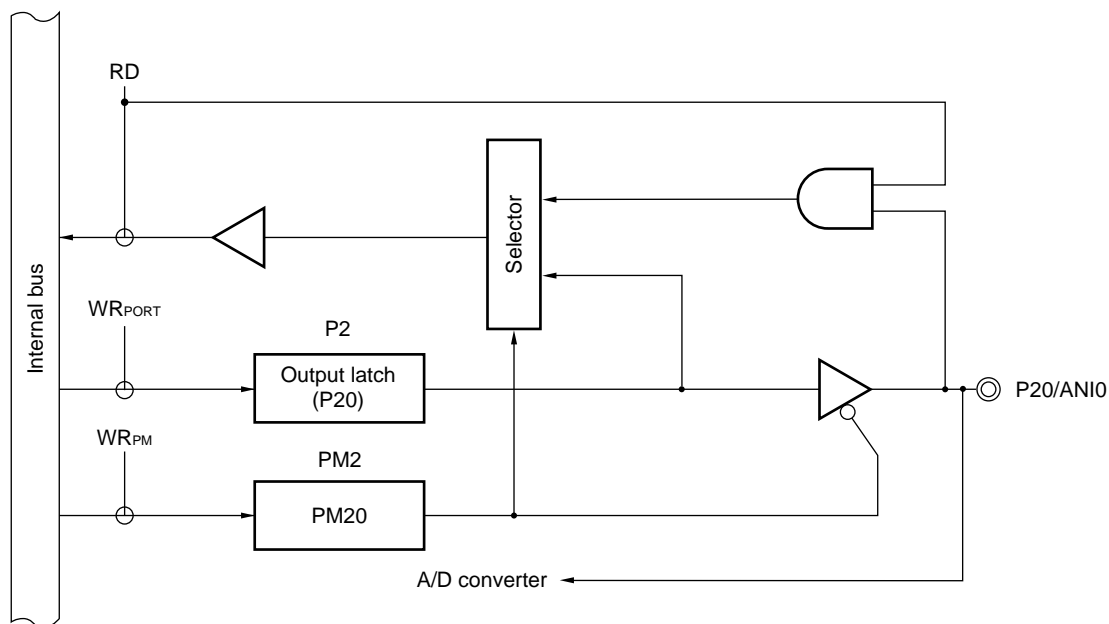 RD
Selector
Internal bus
WRPORT
P2
Output latch
(P20)
P20/ANI0
WRPM
PM2
PM20
A/D converter